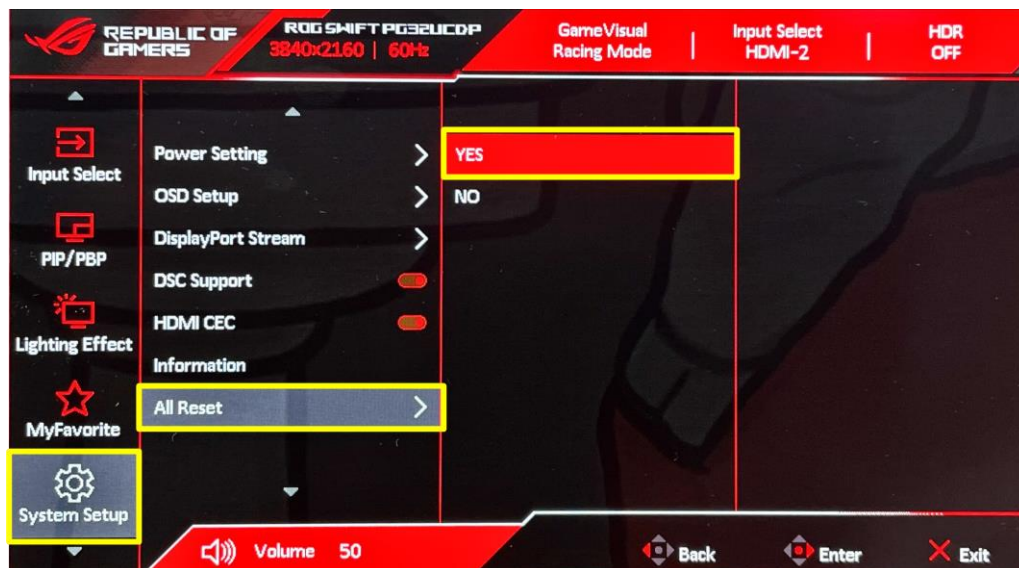 REPUBLIC OF
GAMERS
ROG SWIFT PG32UCDP
3840x2160 | 60Hz
GameVisual
Racing Mode
Input Select
HDMI-2
HDR
OFF
Input Select
PIP/PBP
Lighting Effect
MyFavorite
System Setup
Power Setting
OSD Setup
DisplayPort Stream
DSC Support
HDMI CEC
Information
All Reset
YES
NO
Volume 50
Back
Enter
Exit